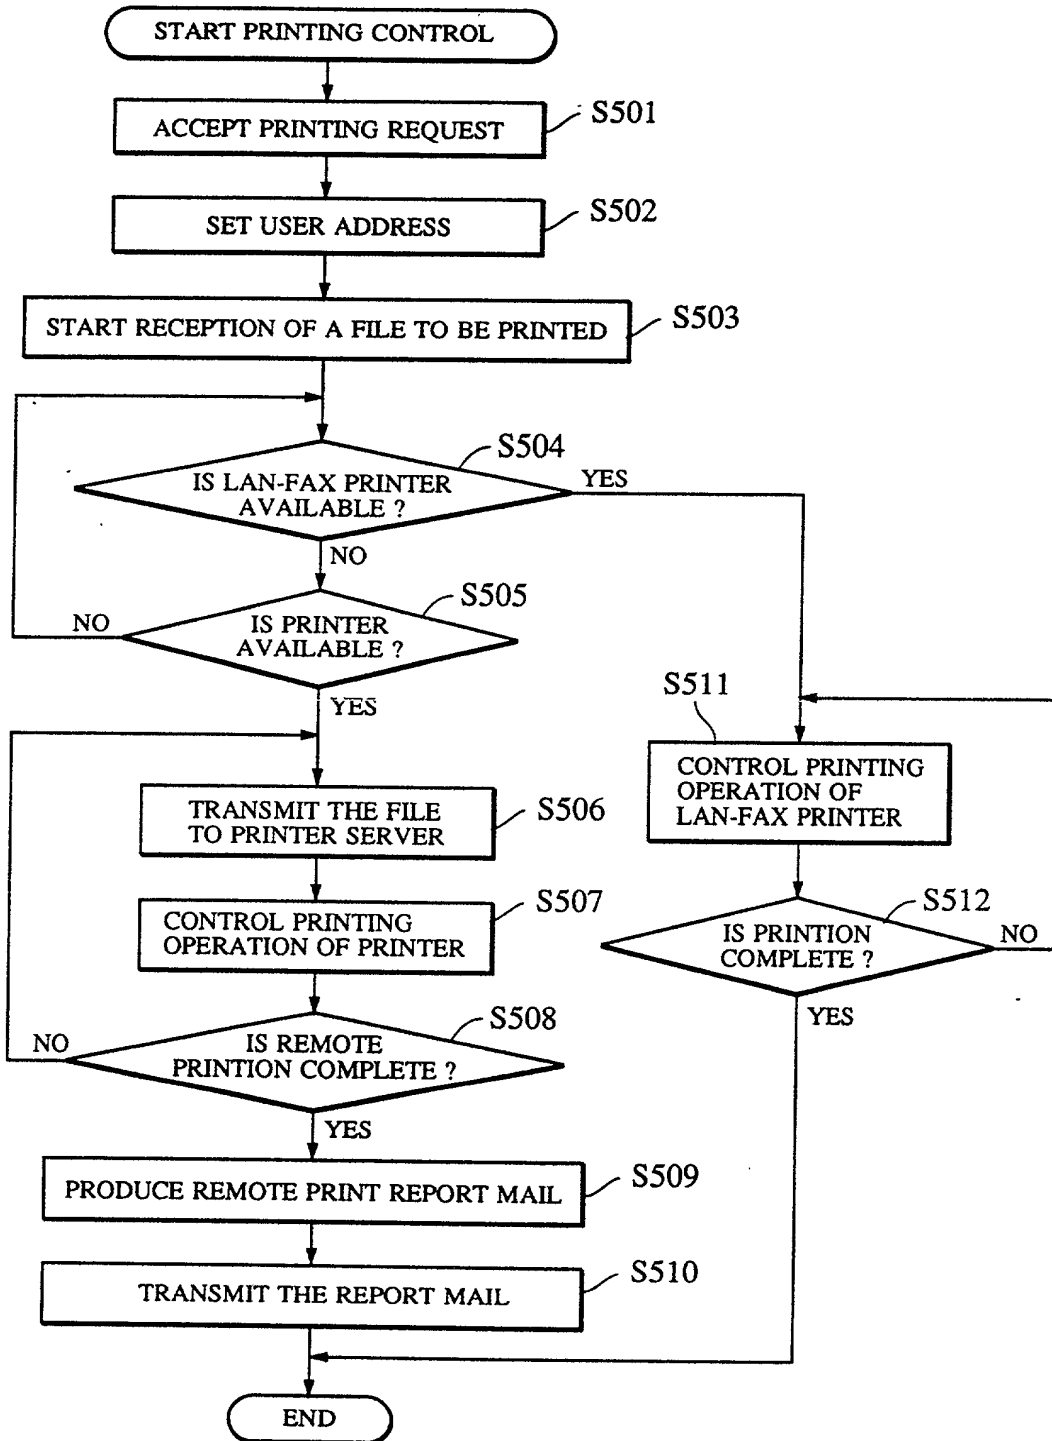 START PRINTING CONTROL
ACCEPT PRINTING REQUEST
S501
SET USER ADDRESS
S502
START RECEPTION OF A FILE TO BE PRINTED
S503
S504
IS LAN-FAX PRINTER
AVAILABLE ?
YES
NO
S505
IS PRINTER
AVAILABLE ?
NO
YES
TRANSMIT THE FILE
TO PRINTER SERVER
S506
CONTROL PRINTING
OPERATION OF PRINTER
S507
S508
IS REMOTE
PRINTION COMPLETE ?
NO
YES
PRODUCE REMOTE PRINT REPORT MAIL
S509
TRANSMIT THE REPORT MAIL
S510
S511
CONTROL PRINTING
OPERATION OF
LAN-FAX PRINTER
S512
IS PRINTION
COMPLETE ?
NO
YES
END